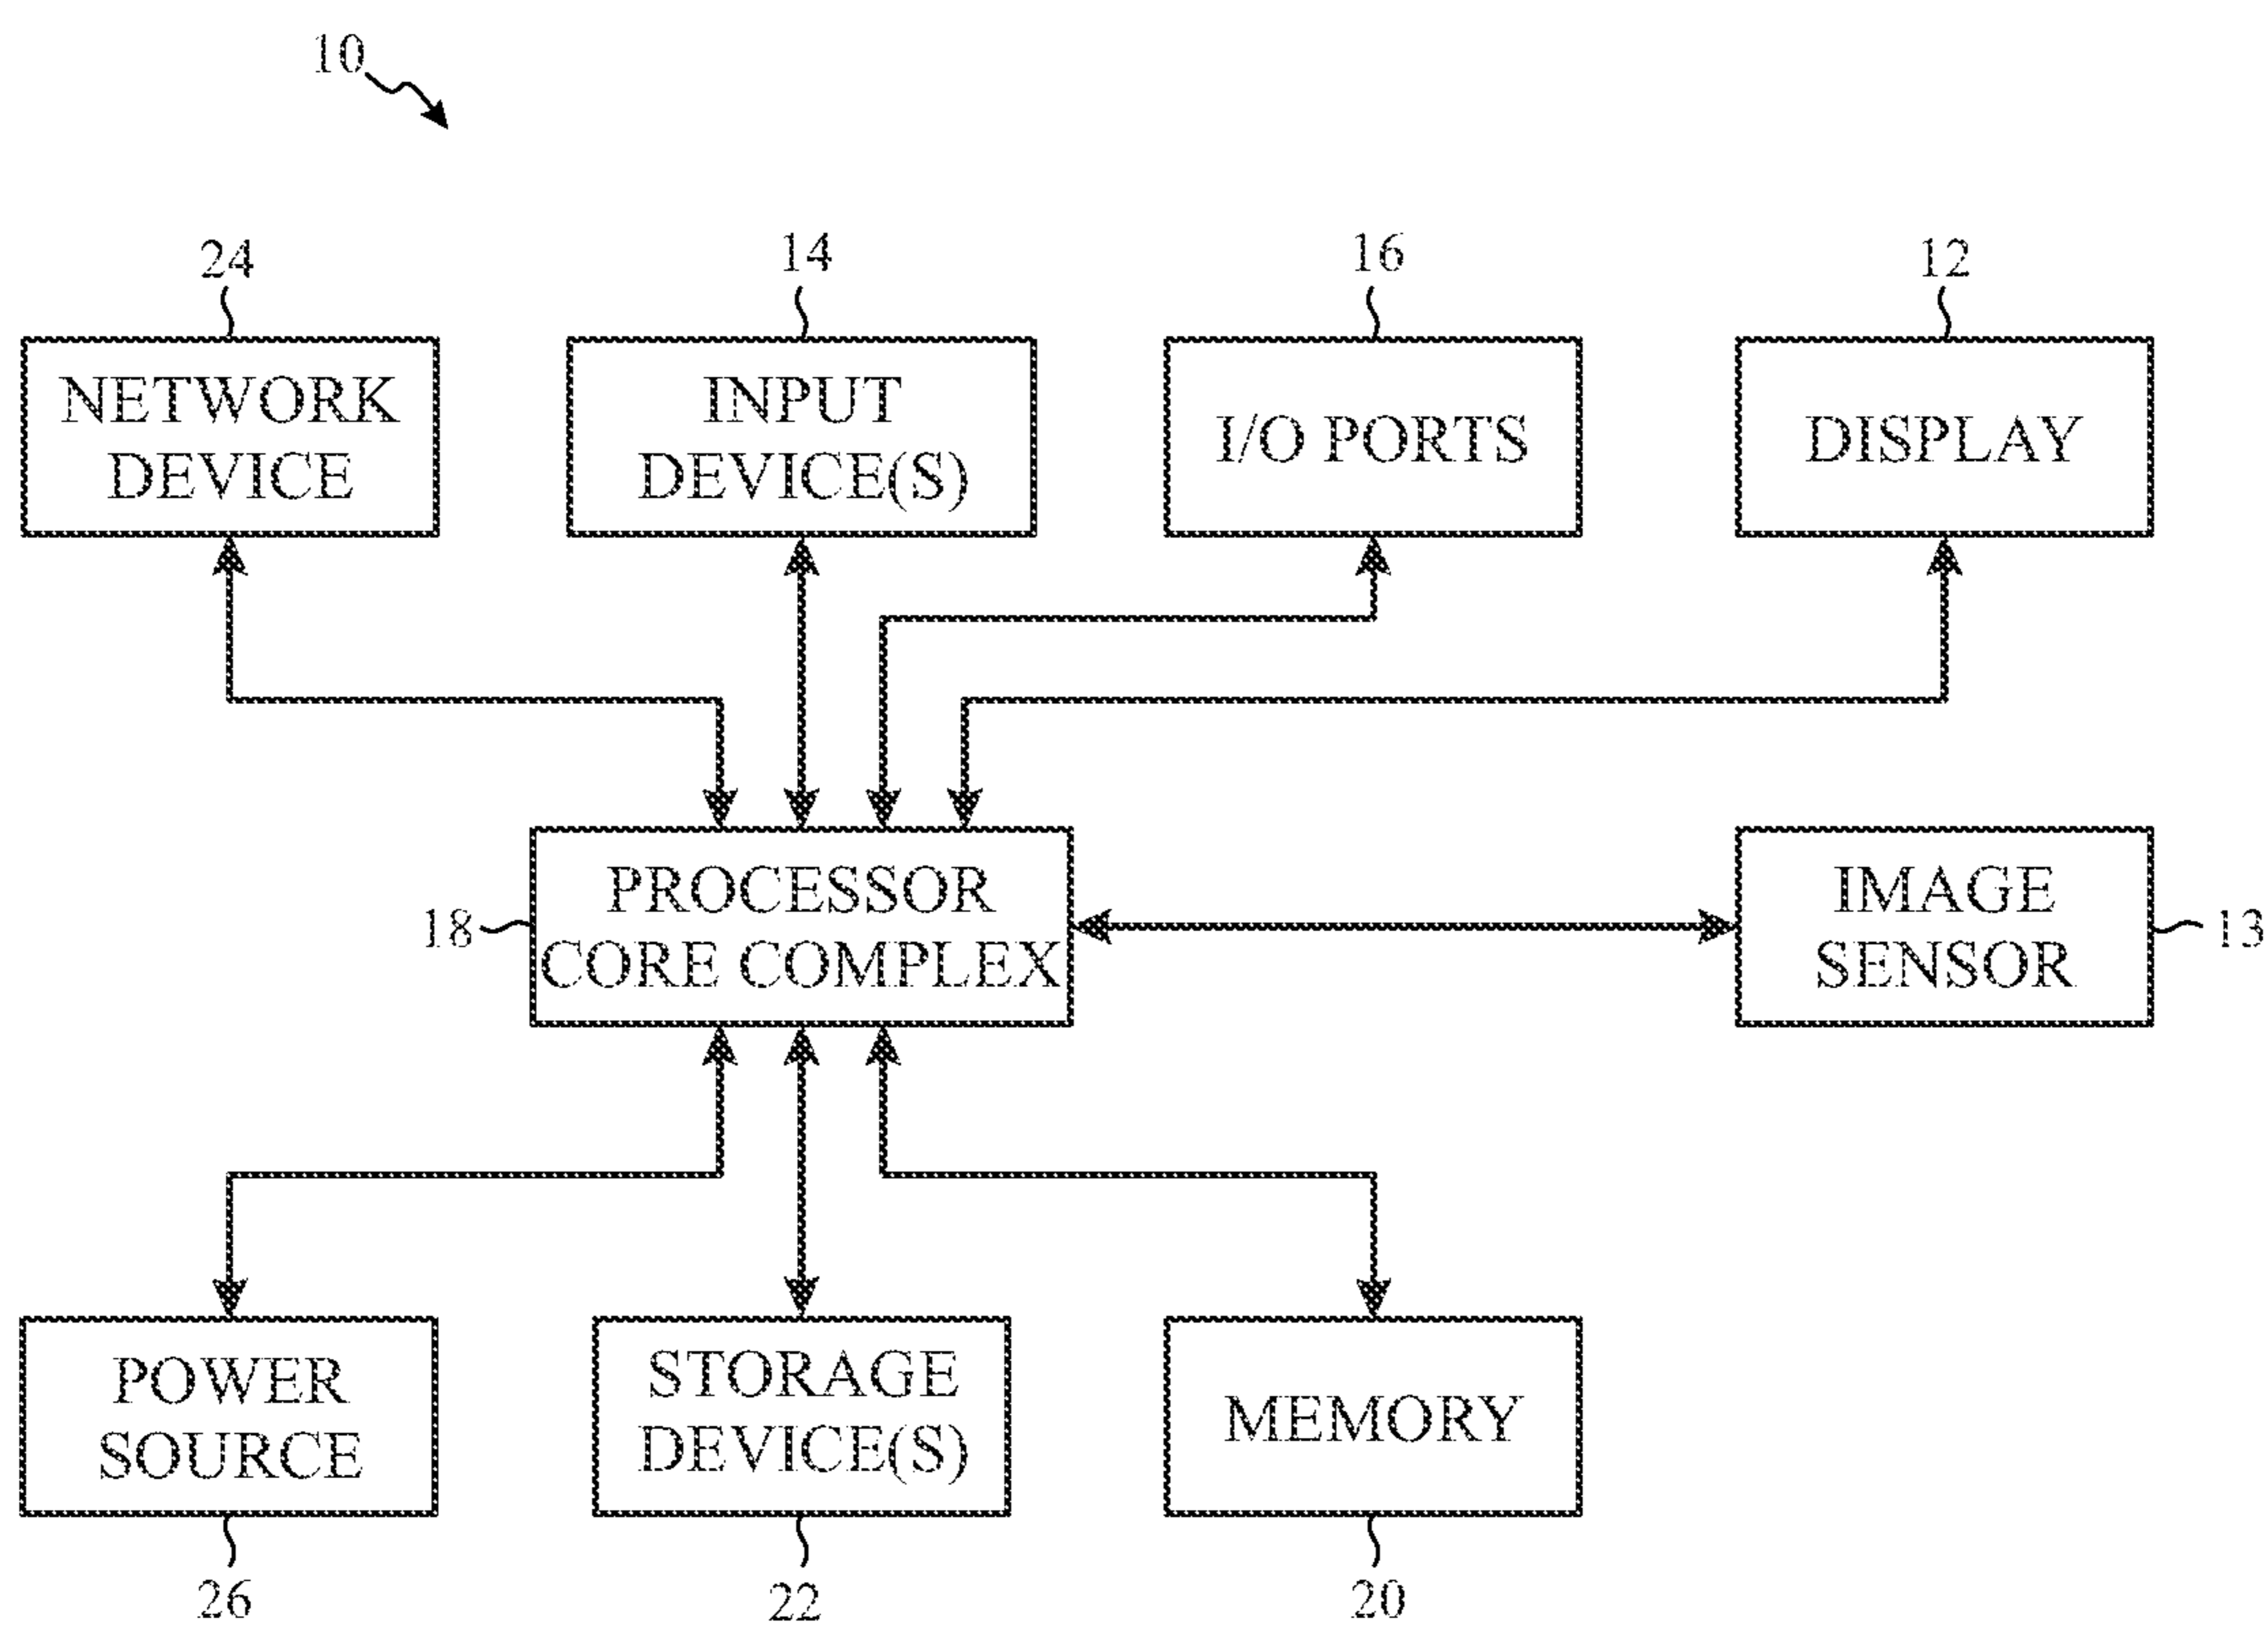 10
24
14
16
12
NETWORK
DEVICE
INPUT
DEVICE(S)
I/O PORTS
DISPLAY
18
PROCESSOR
CORE COMPLEX
IMAGE
SENSOR
13
POWER
SOURCE
STORAGE
DEVICE(S)
MEMORY
26
22
20